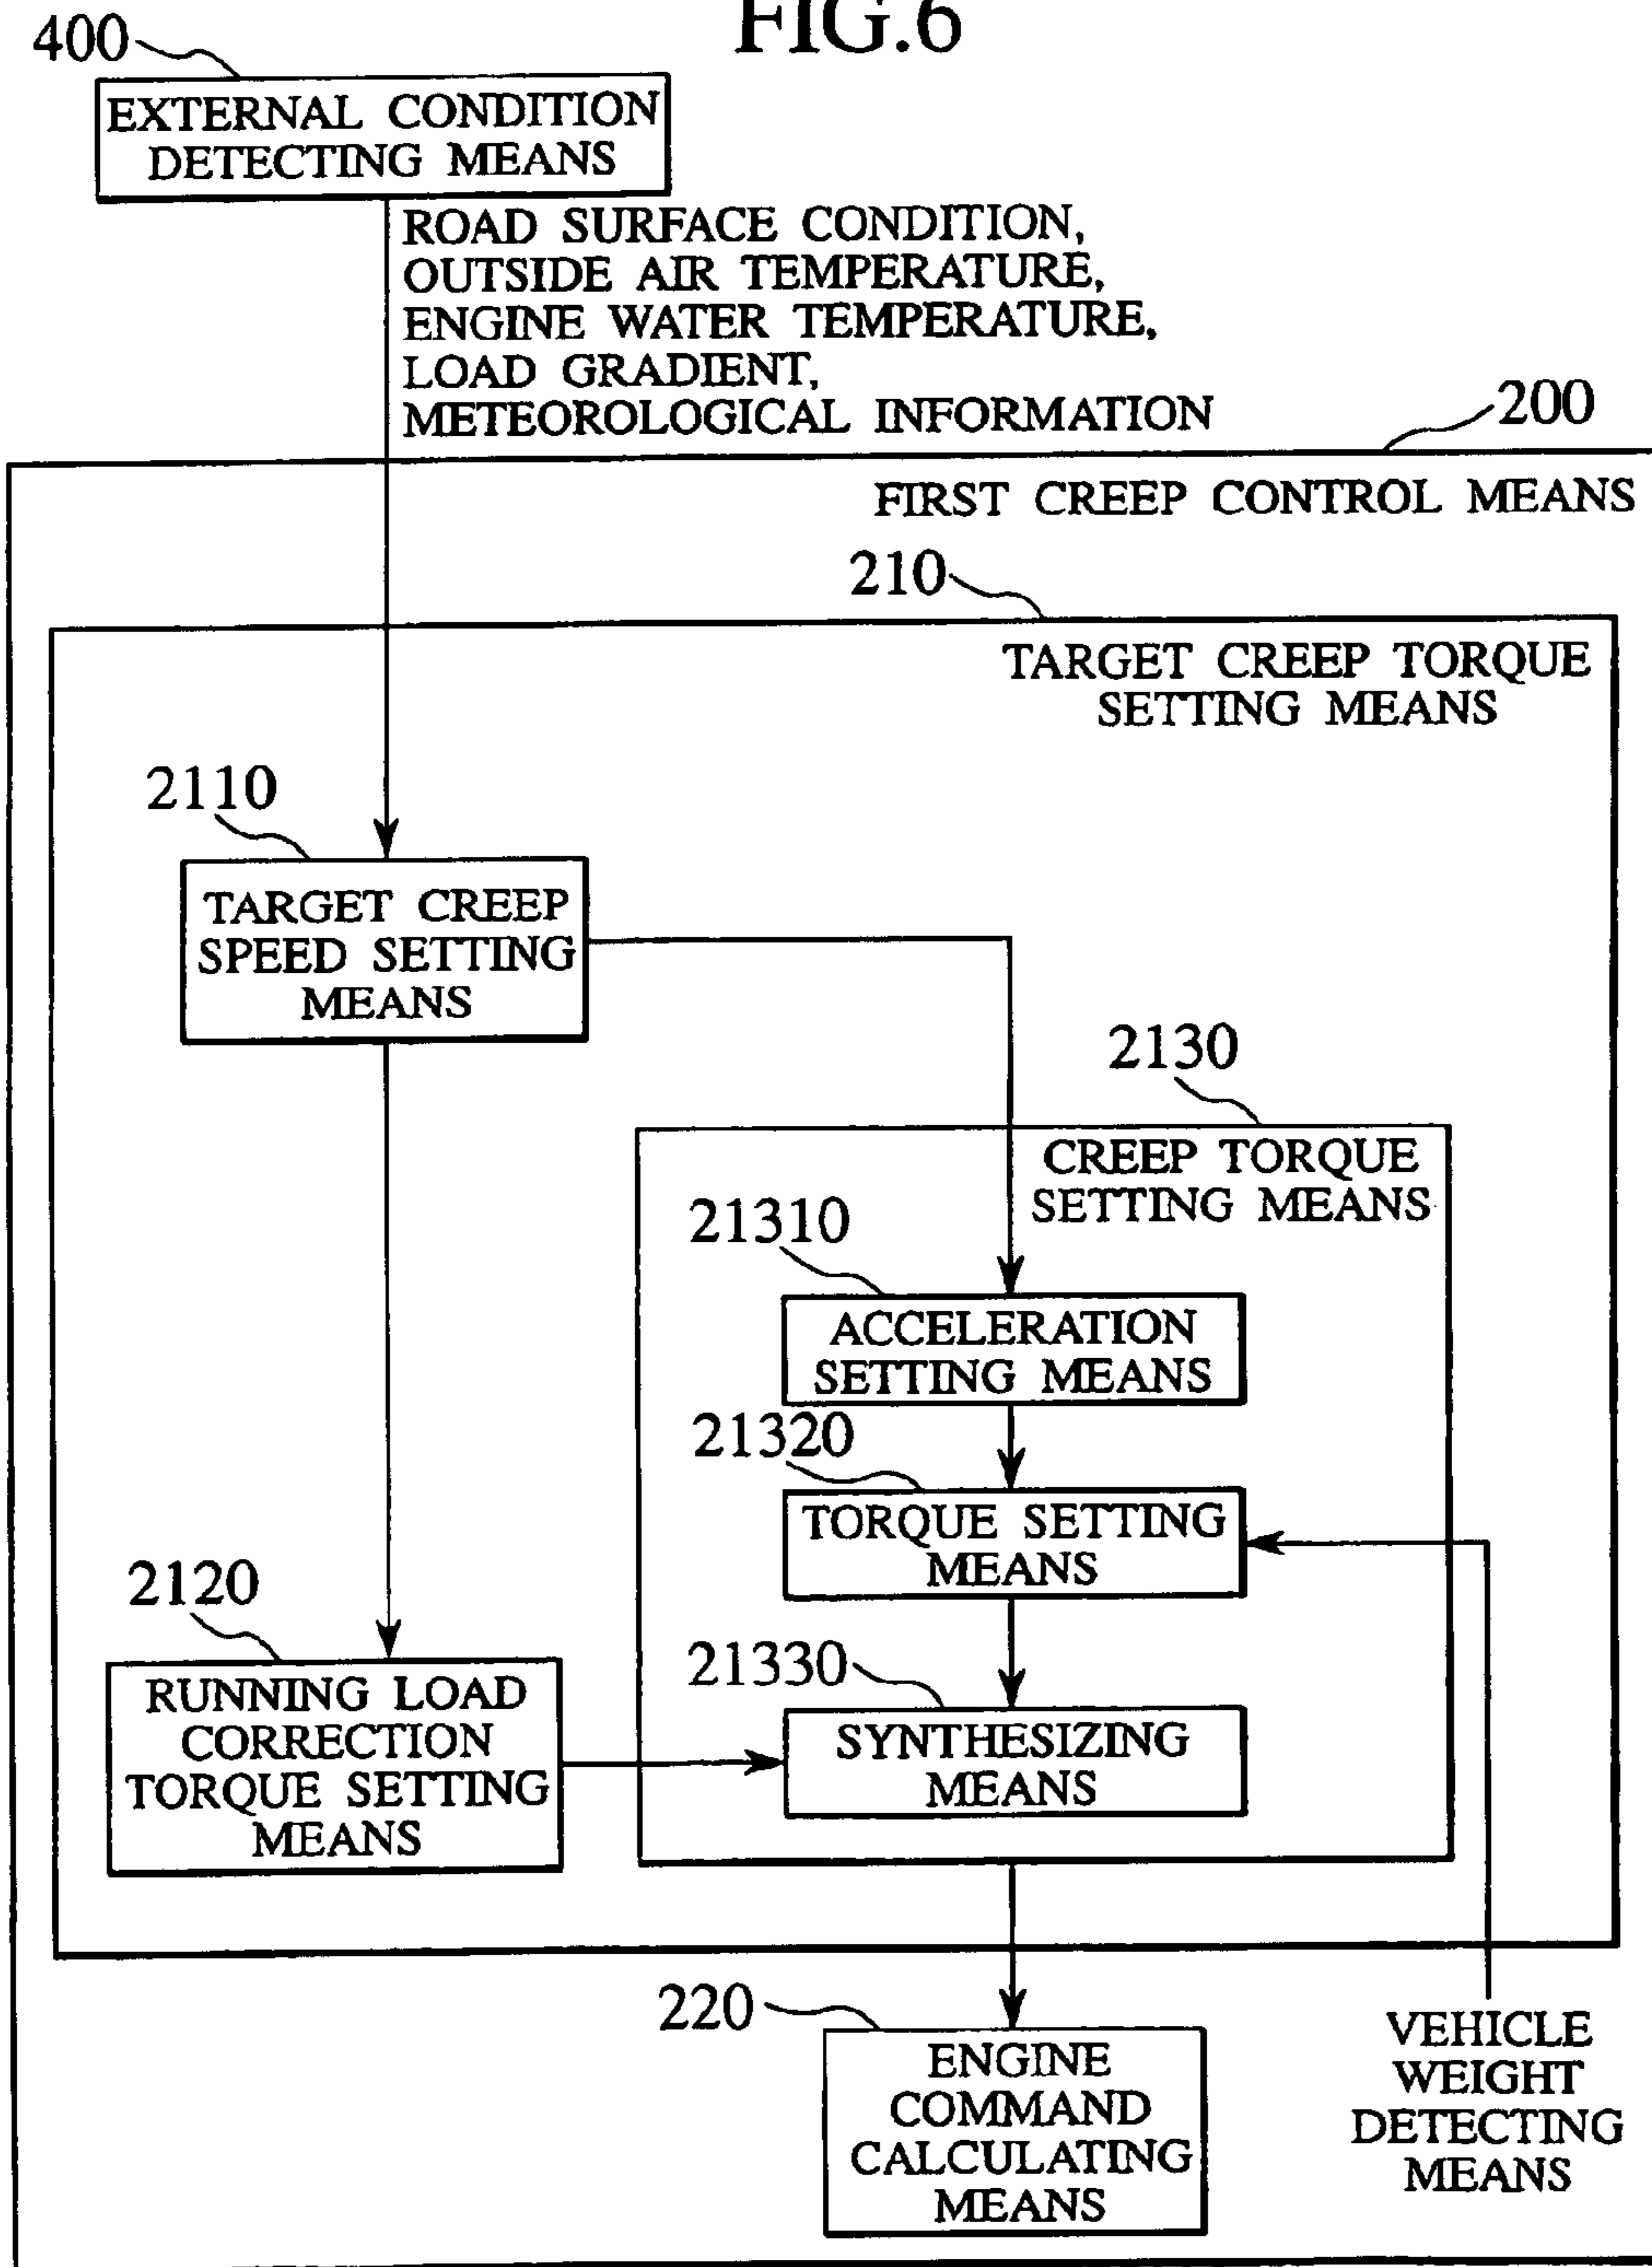 FIG.6
400
EXTERNAL CONDITION
DETECTING MEANS
ROAD SURFACE CONDITION,
OUTSIDE AIR TEMPERATURE,
ENGINE WATER TEMPERATURE,
LOAD GRADIENT,
METEOROLOGICAL INFORMATION
200
FIRST CREEP CONTROL MEANS
210
TARGET CREEP TORQUE
SETTING MEANS
2110
TARGET CREEP
SPEED SETTING
MEANS
2130
CREEP TORQUE
SETTING MEANS
21310
ACCELERATION
SETTING MEANS
21320
TORQUE SETTING
MEANS
2120
RUNNING LOAD
CORRECTION
TORQUE SETTING
MEANS
21330
SYNTHESIZING
MEANS
220
ENGINE
COMMAND
CALCULATING
MEANS
VEHICLE
WEIGHT
DETECTING
MEANS